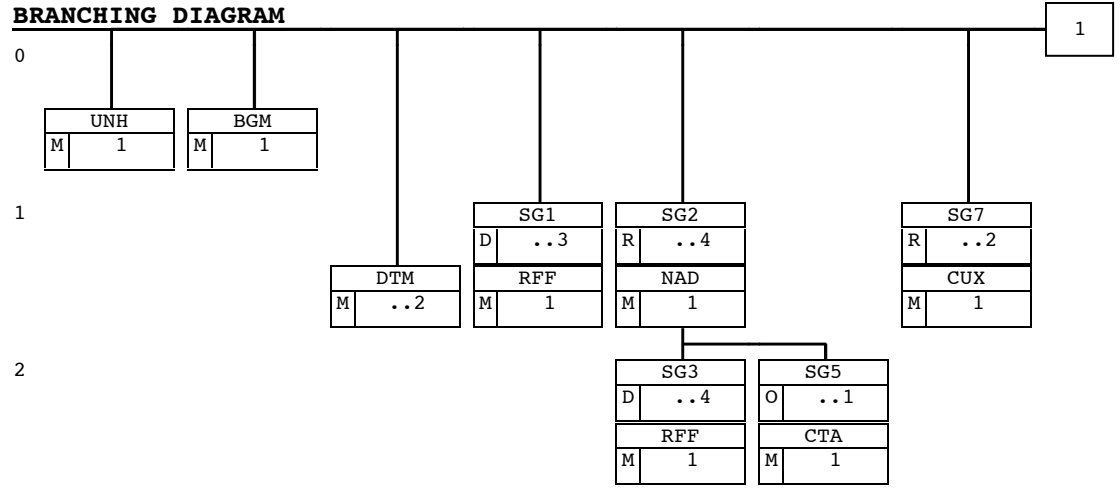 BRANCHING DIAGRAM
1
0
UNH BGM
M 1 M 1
1
SG1 SG2 SG7
D ..3 R ..4 R ..2
DTM RFF NAD CUX
M ..2 M 1 M 1 M 1
2
SG3 SG5
D ..4 O ..1
RFF CTA
M 1 M 1